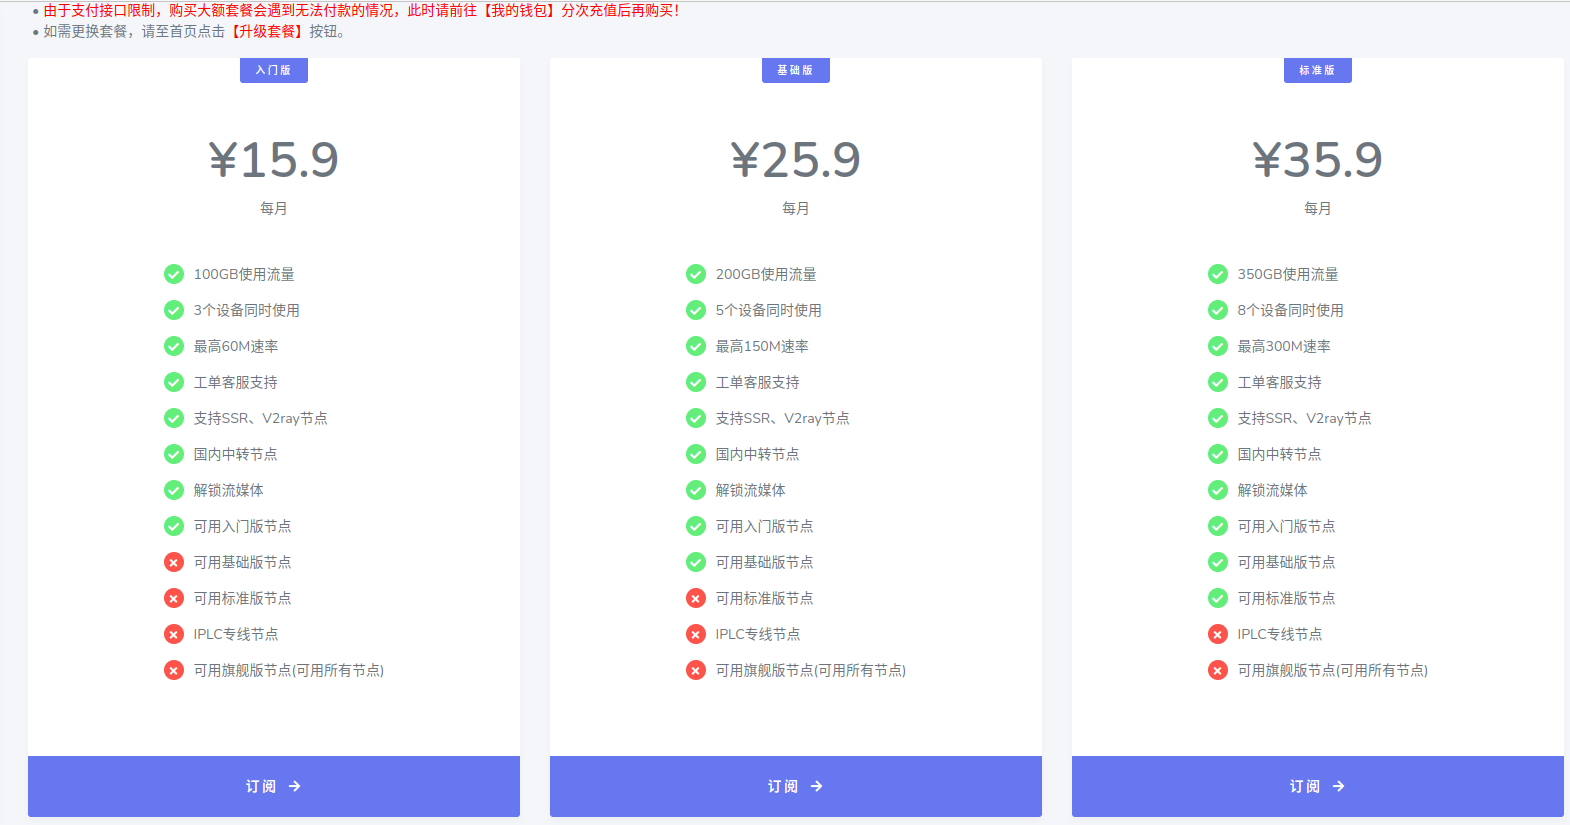 ● 由于支付接口限制，购买大额套餐会遇到无法付款的情况，此时请前往【我的钱包】分次充值后再购买！
● 如需更换套餐，请至首页点击【升级套餐】按钮。
入门版
¥15.9
每月
100GB使用流量
3个设备同时使用
最高60M速率
工单客服支持
支持SSR、V2ray节点
国内中转节点
解锁流媒体
可用入门版节点
可用基础版节点
可用标准版节点
IPLC专线节点
可用旗舰版节点(可用所有节点)
订阅 →
基础版
¥25.9
每月
200GB使用流量
5个设备同时使用
最高150M速率
工单客服支持
支持SSR、V2ray节点
国内中转节点
解锁流媒体
可用入门版节点
可用基础版节点
可用标准版节点
IPLC专线节点
可用旗舰版节点(可用所有节点)
订阅 →
标准版
¥35.9
每月
350GB使用流量
8个设备同时使用
最高300M速率
工单客服支持
支持SSR、V2ray节点
国内中转节点
解锁流媒体
可用入门版节点
可用基础版节点
可用标准版节点
IPLC专线节点
可用旗舰版节点(可用所有节点)
订阅 →